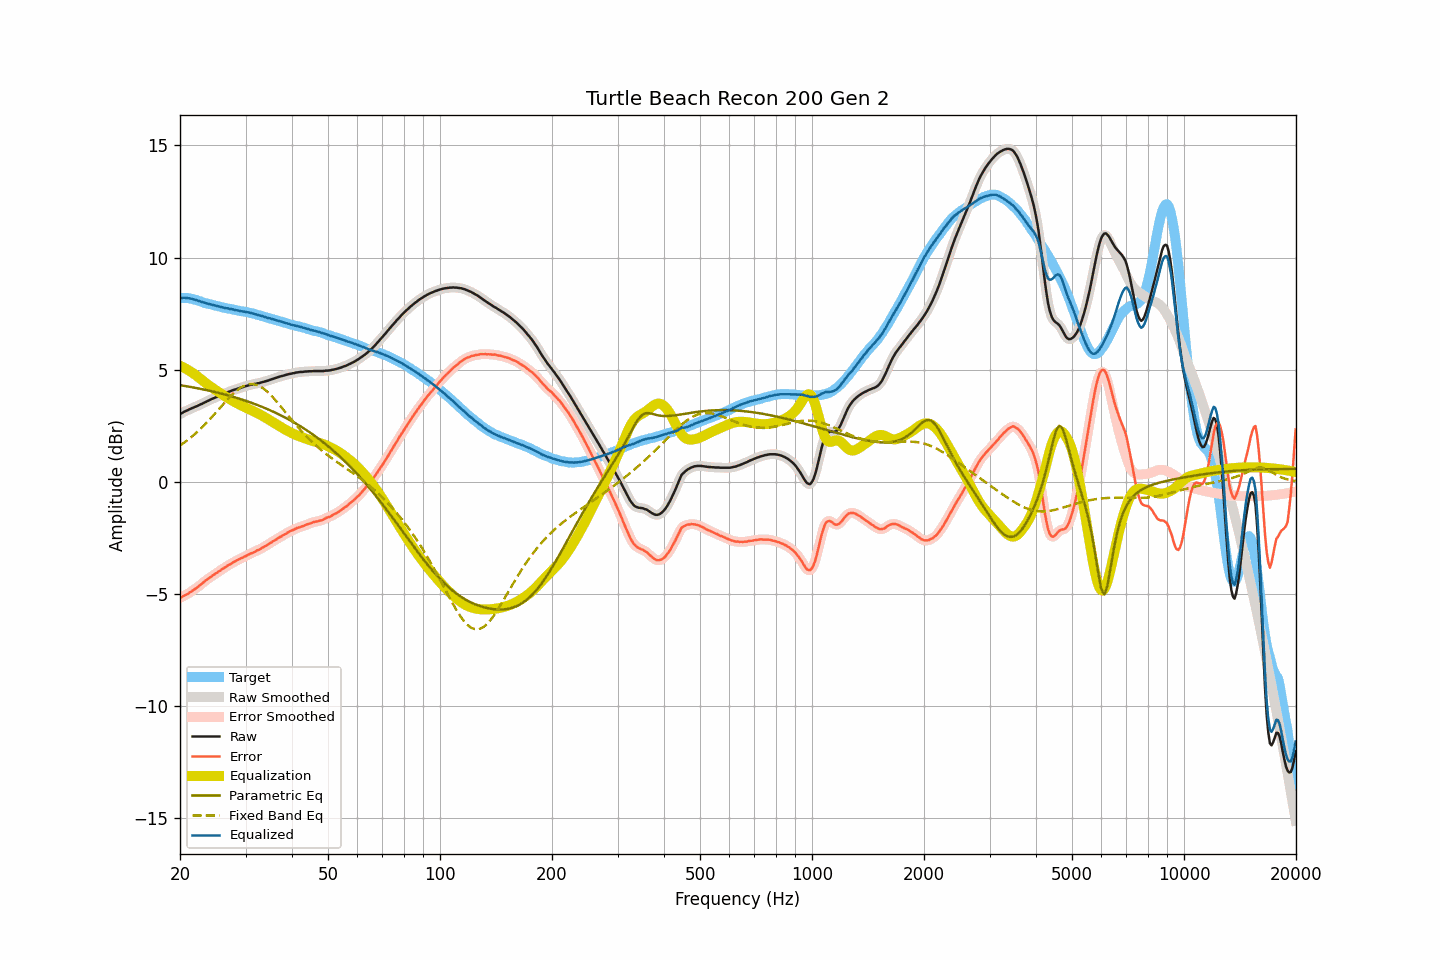 Turtle Beach Recon 200 Gen 2
15
10
5
0
−5
−10
−15
Amplitude (dBr)
Target
Raw Smoothed
Error Smoothed
Raw
Error
Equalization
Parametric Eq
Fixed Band Eq
Equalized
20 50 100 200 500 1000 2000 5000 10000 20000
Frequency (Hz)